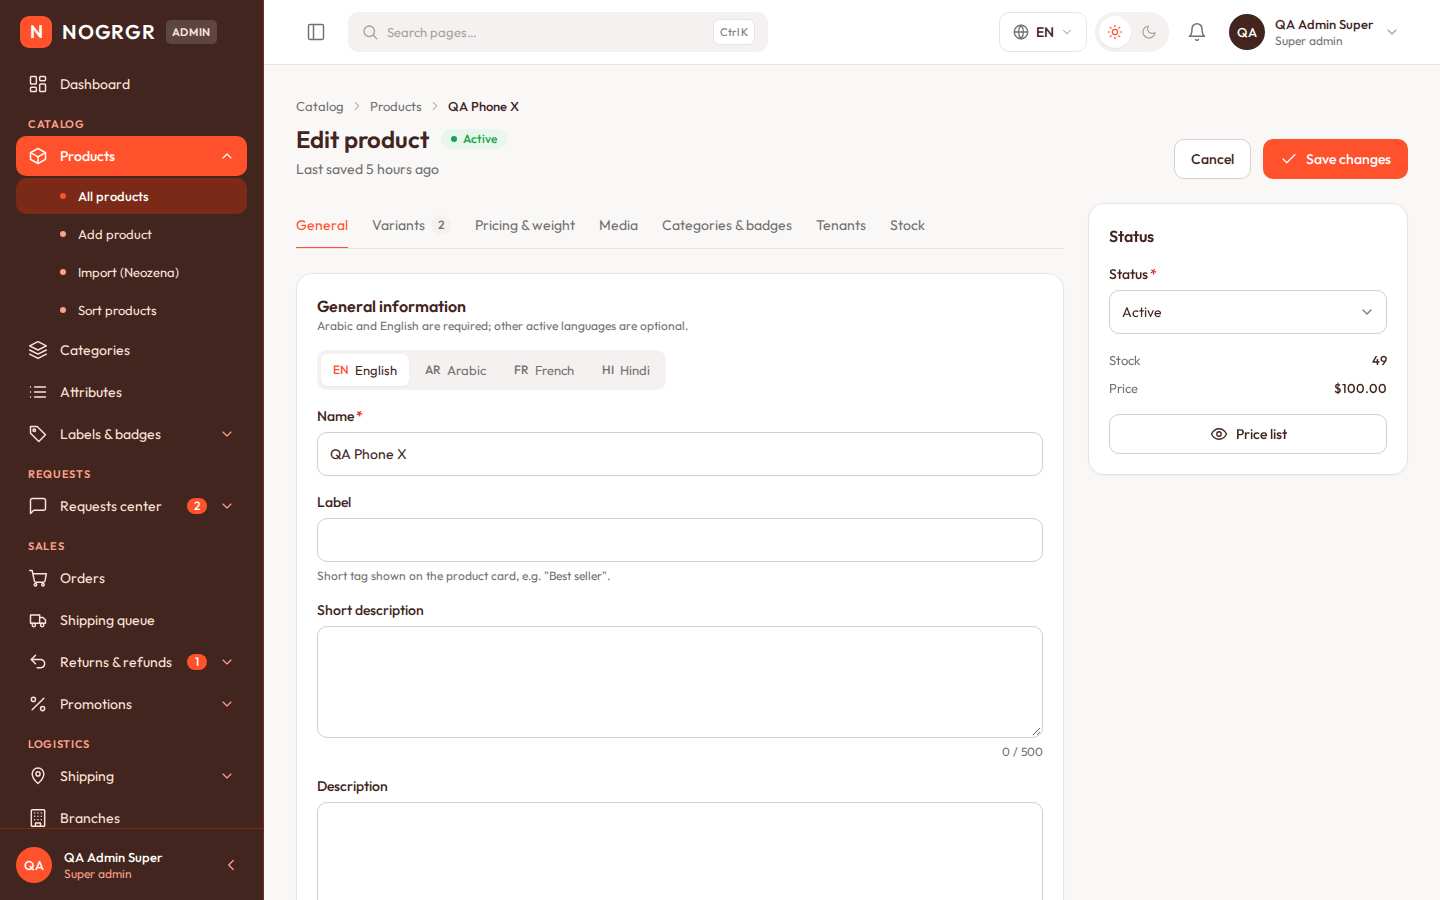 N NOGRGR ADMIN
Search pages...
Ctrl K
EN
QA
QA Admin Super
Super admin
Dashboard
CATALOG
Products
All products
Add product
Import (Neozena)
Sort products
Categories
Attributes
Labels & badges
REQUESTS
Requests center 2
SALES
Orders
Shipping queue
Returns & refunds 1
Promotions
LOGISTICS
Shipping
Branches
QA
QA Admin Super
Super admin
Catalog > Products > QA Phone X
Edit product Active
Last saved 5 hours ago
Cancel
Save changes
General Variants 2 Pricing & weight Media Categories & badges Tenants Stock
General information
Arabic and English are required; other active languages are optional.
EN English AR Arabic FR French HI Hindi
Name *
QA Phone X
Label
Short tag shown on the product card, e.g. "Best seller".
Short description
0 / 500
Description
Status
Status *
Active
Stock 49
Price $100.00
Price list